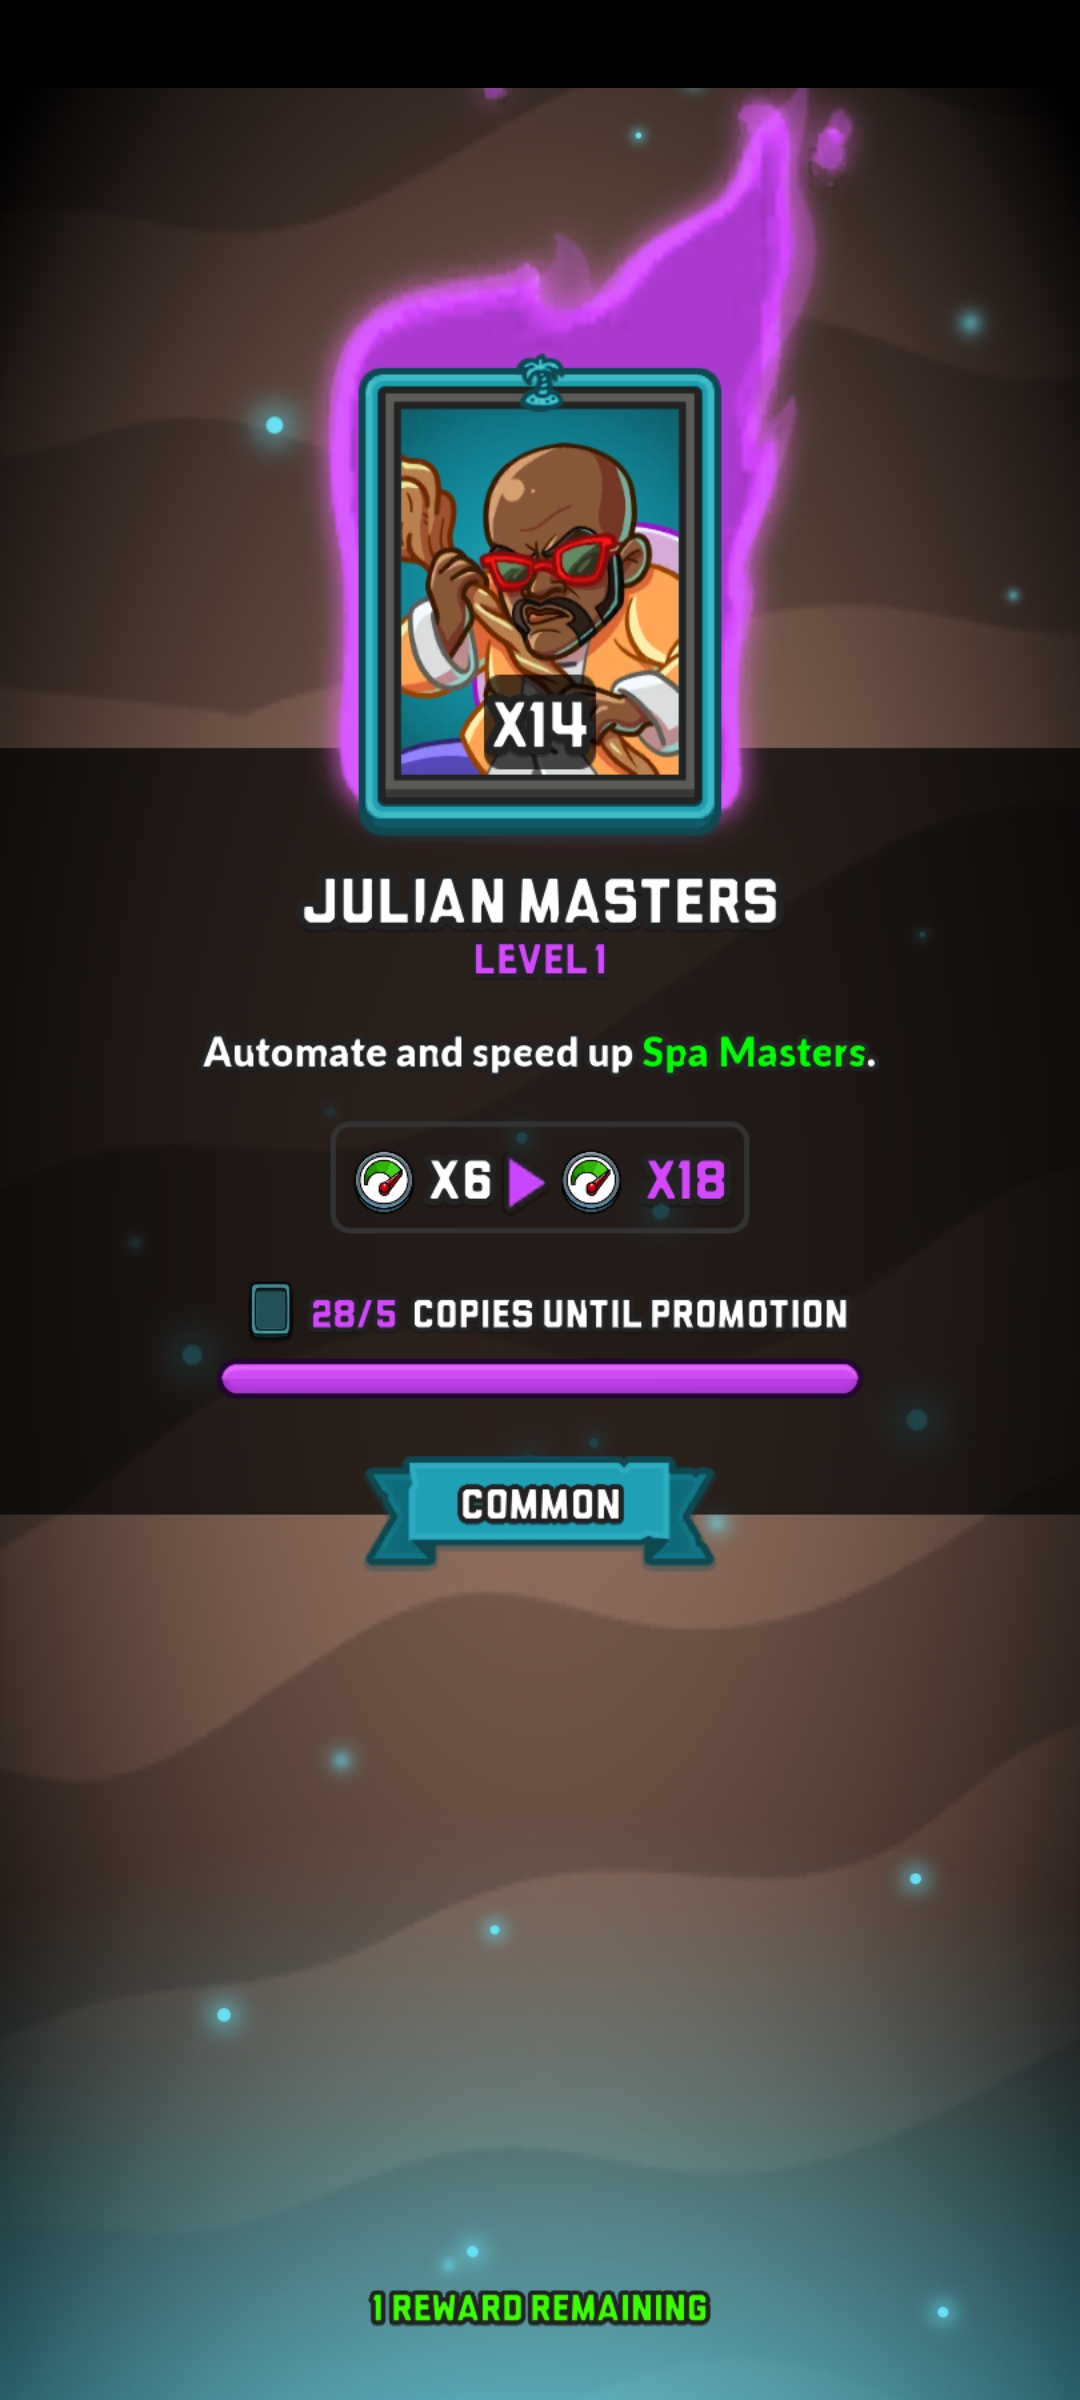 X14
JULIAN MASTERS
LEVEL 1
Automate and speed up Spa Masters.
X6 X18
28/5 COPIES UNTIL PROMOTION
COMMON
1 REWARD REMAINING